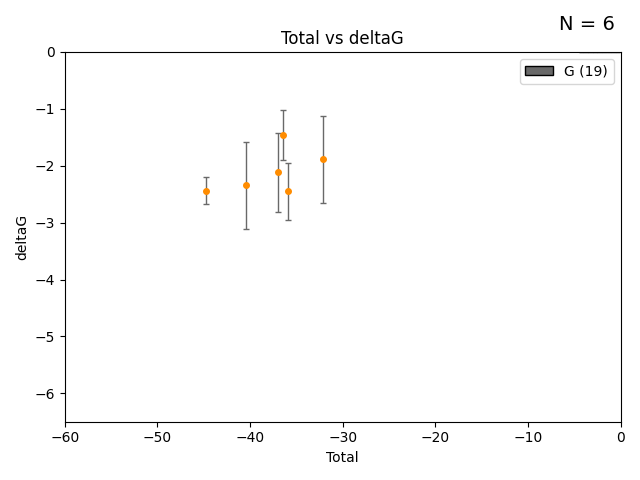 N = 6
Total vs deltaG
G (19)
0
−1
−2
−3
−4
−5
−6
deltaG
−60 −50 −40 −30 −20 −10 0
Total